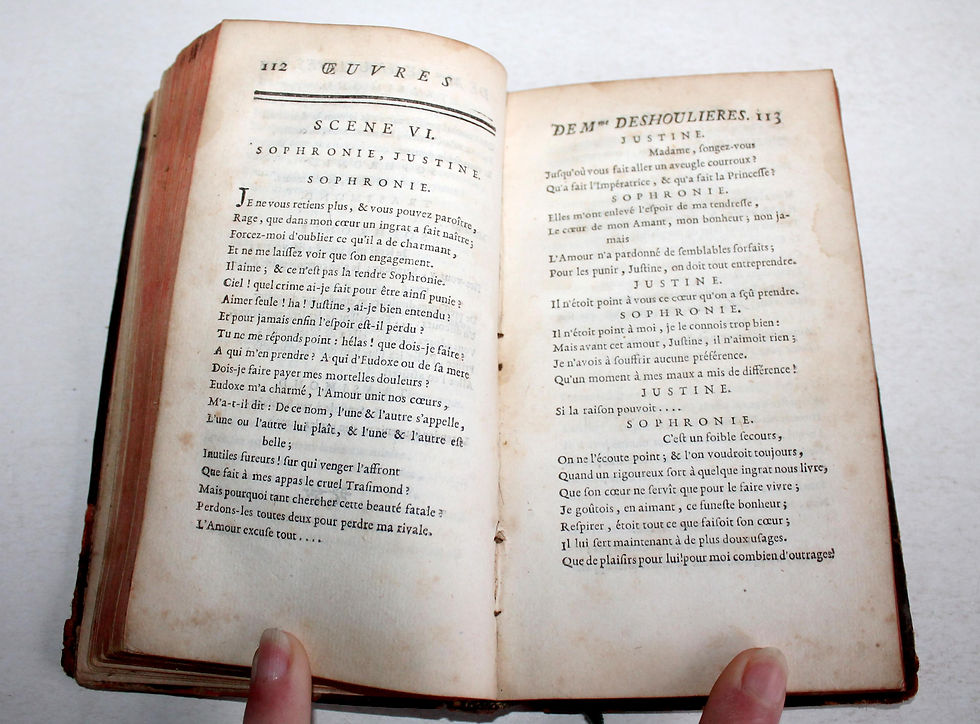 112 ŒUVRES
SCENE VI.
SOPHRONIE, JUSTINE.
SOPHRONIE.
JE ne vous retiens plus, & vous pouvez paroître,
Rage, que dans mon cœur un ingrat a fait naître;
Forcez-moi d'oublier ce qu'il a de charmant,
Et ne me laiſſez voir que ſon engagement.
Il aime; & ce n'eſt pas la tendre Sophronie.
Ciel! quel crime ai-je fait pour être ainſi punie?
Aimer ſeule! ha! Juſtine, ai-je bien entendu?
Et pour jamais enfin l'eſpoir eſt-il perdu?
Tu ne me réponds point: hélas! que dois-je faire?
A qui m'en prendre? A qui d'Eudoxe ou de ſa mere
Dois-je faire payer mes mortelles douleurs?
Eudoxe m'a charmé, l'Amour unit nos cœurs,
M'a-t-il dit: De ce nom, l'une & l'autre s'appelle,
L'une ou l'autre lui plaît, & l'une & l'autre eſt
belle;
Inutiles fureurs! ſur qui venger l'affront
Que fait à mes appas le cruel Traſimond?
Mais pourquoi tant chercher cette beauté fatale?
Perdons-les toutes deux pour perdre ma rivale.
L'Amour excuſe tout....
DE Mme DESHOULIERES. 113
JUSTINE.
Madame, ſongez-vous
Juſqu'où vous fait aller un aveugle courroux?
Qu'a fait l'Impératrice, & qu'a fait la Princeſſe?
SOPHRONIE.
Elles m'ont enlevé l'eſpoir de ma tendreſſe,
Le cœur de mon Amant, mon bonheur; non ja-
mais
L'Amour n'a pardonné de ſemblables forfaits;
Pour les punir, Juſtine, on doit tout entreprendre.
JUSTINE.
Il n'étoit point à vous ce cœur qu'on a ſçû prendre.
SOPHRONIE.
Il n'étoit point à moi, je le connois trop bien:
Mais avant cet amour, Juſtine, il n'aimoit rien;
Je n'avois à ſouffrir aucune préférence.
Qu'un moment à mes maux a mis de différence!
JUSTINE.
Si la raiſon pouvoit....
SOPHRONIE.
C'eſt un foible ſecours,
On ne l'écoute point; & l'on voudroit toujours,
Quand un rigoureux ſort à quelque ingrat nous livre,
Que ſon cœur ne ſervît que pour le faire vivre;
Je goûtois, en aimant, ce funeſte bonheur;
Reſpirer, étoit tout ce que faiſoit ſon cœur;
Il lui ſert maintenant à de plus doux uſages.
Que de plaiſirs pour lui! pour moi combien d'outrages!